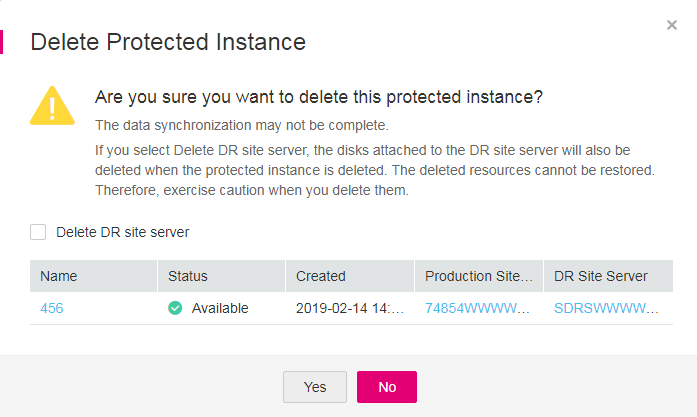 Delete Protected Instance
Are you sure you want to delete this protected instance?
The data synchronization may not be complete.
If you select Delete DR site server, the disks attached to the DR site server will also be
deleted when the protected instance is deleted. The deleted resources cannot be restored.
Therefore, exercise caution when you delete them.
Delete DR site server
Name Status Created Production Site... DR Site Server
456 Available 2019-02-14 14:... 74854WWWW... SDRSWWWW...
Yes No